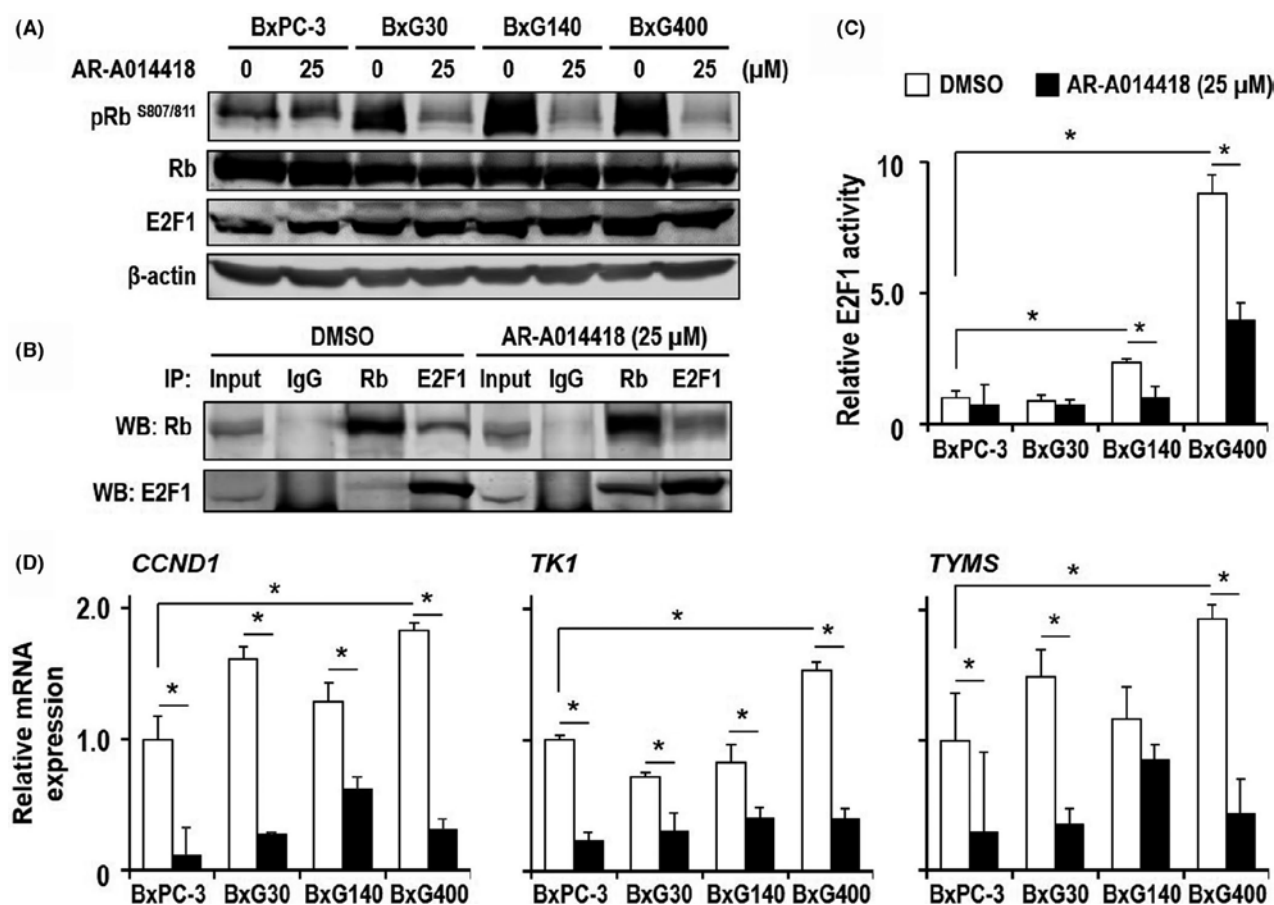 (A)
BxPC-3 BxG30 BxG140 BxG400
AR-A014418 0 25 0 25 0 25 0 25 (µM)
pRb S807/811
Rb
E2F1
β-actin
(B)
DMSO AR-A014418 (25 µM)
IP: Input IgG Rb E2F1 Input IgG Rb E2F1
WB: Rb
WB: E2F1
(C)
DMSO AR-A014418 (25 µM)
Relative E2F1 activity
10
5.0
0
* * * *
BxPC-3 BxG30 BxG140 BxG400
(D)
CCND1 TK1 TYMS
Relative mRNA
expression
2.0
1.0
0
* * * * *
BxPC-3 BxG30 BxG140 BxG400
* * * * *
BxPC-3 BxG30 BxG140 BxG400
* * * *
BxPC-3 BxG30 BxG140 BxG400